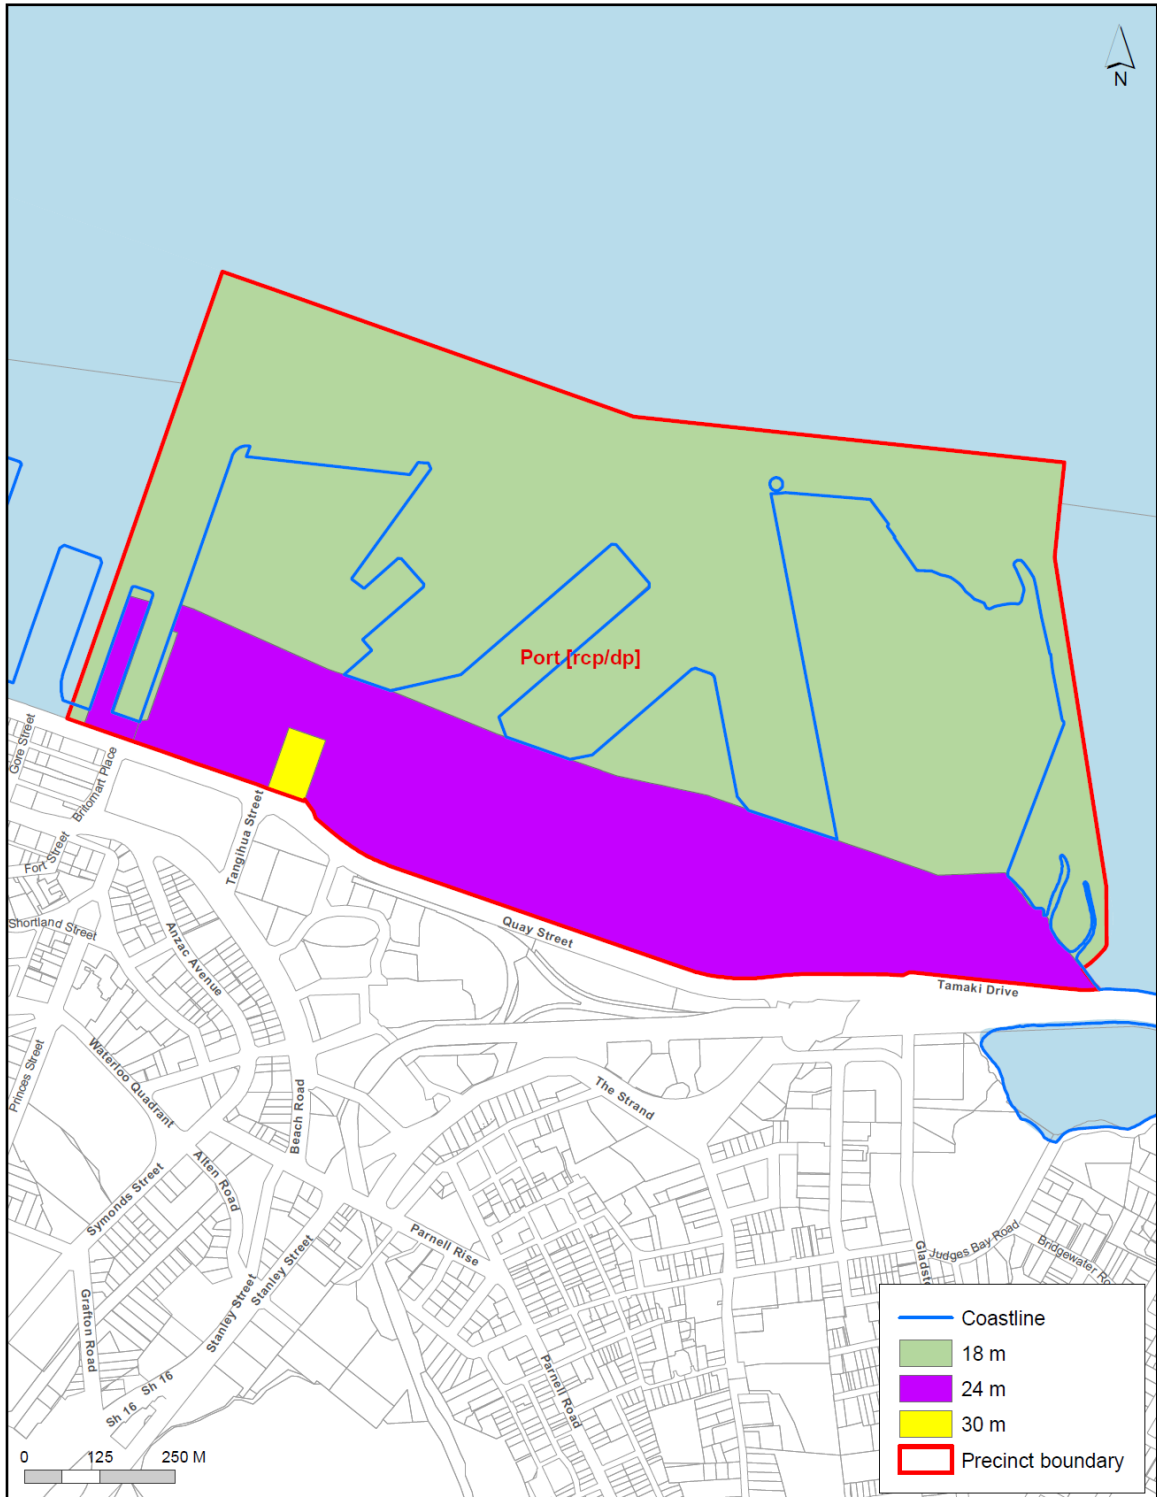 N
Port [rcp/dp]
Gore Street
Britomart Place
Tangihua Street
Fort Street
Shortland Street
Anzac Avenue
Quay Street
Tamaki Drive
Princes Street
Waterloo Quadrant
Beach Road
The Strand
Alten Road
Symonds Street
Parnell Rise
Stanley Street
Stanley Street
Grafton Road
Sh 16
Sh 16
Parnell Road
Judges Bay Road
Bridgewater Ro
Gladsto
Coastline
18 m
24 m
30 m
Precinct boundary
0 125 250 M